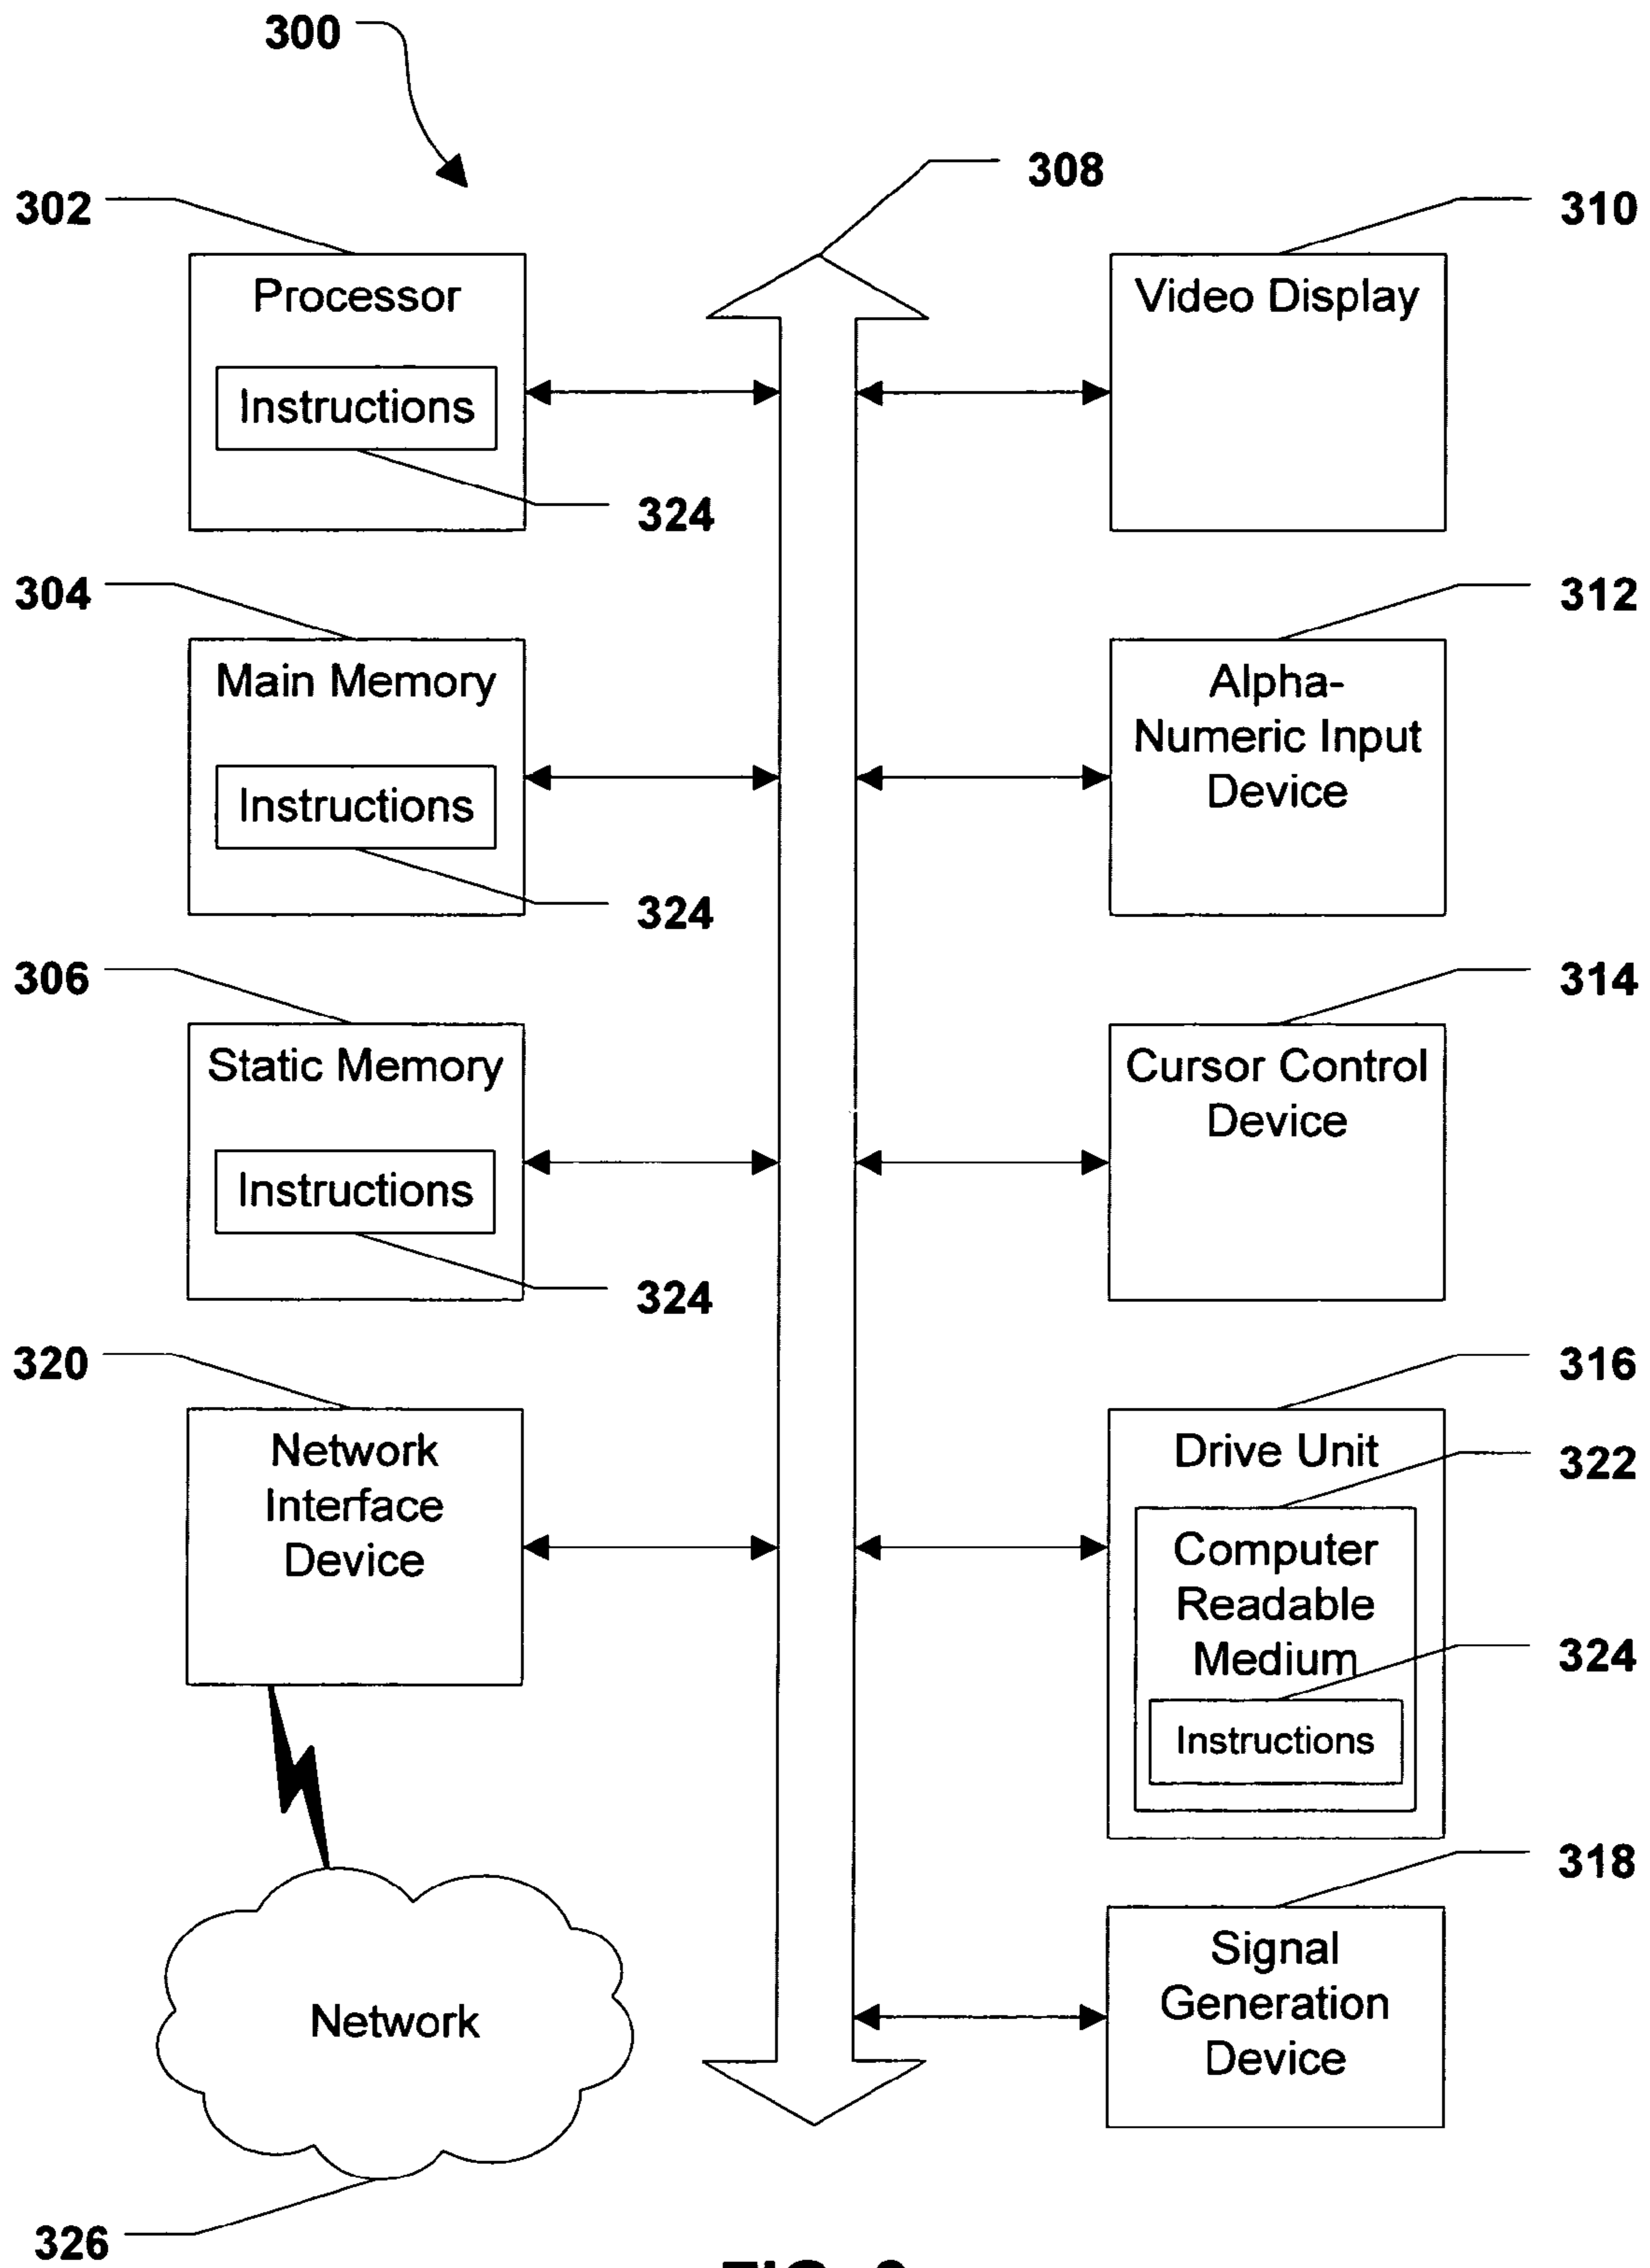 300
308
302
310
Processor
Instructions
324
Video Display
304
312
Main Memory
Instructions
324
Alpha-
Numeric Input
Device
306
314
Static Memory
Instructions
324
Cursor Control
Device
320
316
Network
Interface
Device
Drive Unit
322
Computer
Readable
Medium
324
Instructions
318
Signal
Generation
Device
Network
326